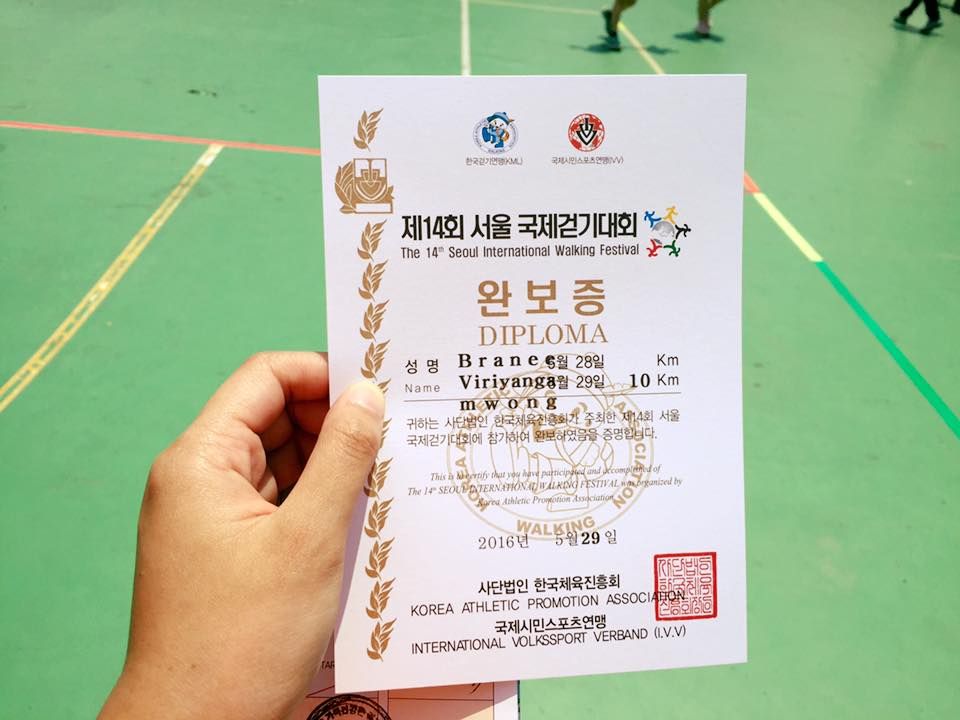 한국걷기연맹(KML) 국제시민스포츠연맹(IVV)
제14회 서울 국제걷기대회
The 14th Seoul International Walking Festival
완보증
DIPLOMA
성명 Branee 5월 28일 Km
Name Viriyanga 5월 29일 10 Km
mwong
귀하는 사단법인 한국체육진흥회가 주최한 제14회 서울
국제걷기대회에 참가하여 완보하였음을 증명합니다.
This is to certify that you have participated and accomplished of
The 14th SEOUL INTERNATIONAL WALKING FESTIVAL was organized by
Korea Athletic Promotion Association
WALKING
2016년 5월 29일
사단법인 한국체육진흥회
KOREA ATHLETIC PROMOTION ASSOCIATION
국제시민스포츠연맹
INTERNATIONAL VOLKSSPORT VERBAND (I.V.V)